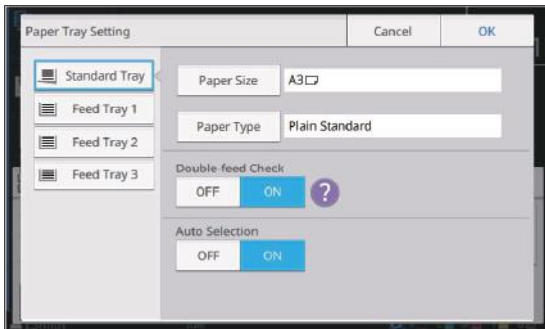 Paper Tray Setting
Cancel
OK
Standard Tray
Feed Tray 1
Feed Tray 2
Feed Tray 3
Paper Size
A3
Paper Type
Plain Standard
Double-feed Check
OFF
ON
?
Auto Selection
OFF
ON